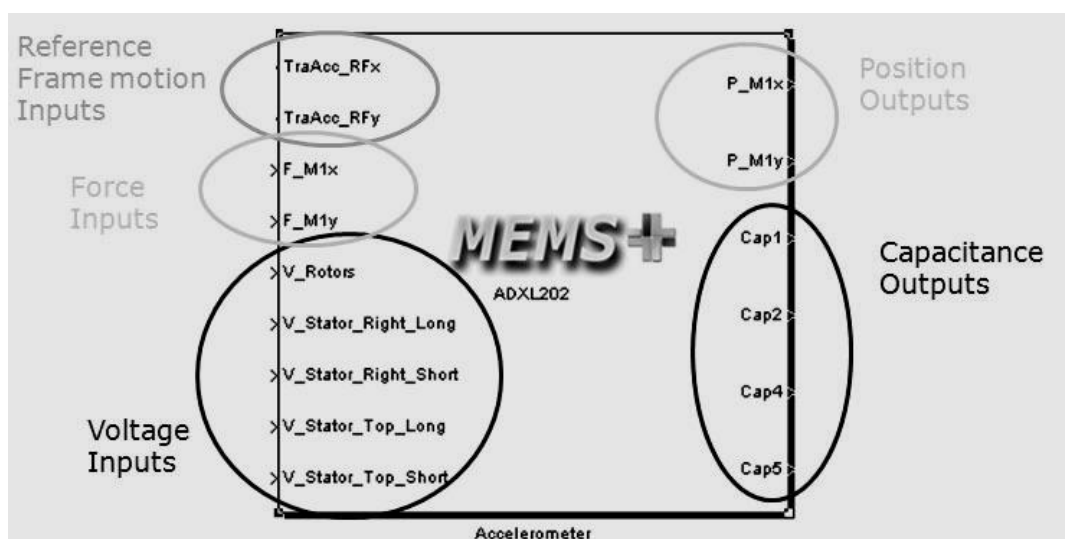 Reference
Frame motion
Inputs
TraAcc_RFx
TraAcc_RFy
Force
Inputs
F_M1x
F_M1y
Voltage
Inputs
V_Rotors
V_Stator_Right_Long
V_Stator_Right_Short
V_Stator_Top_Long
V_Stator_Top_Short
MEMS+
ADXL202
P_M1x
P_M1y
Position
Outputs
Cap1
Cap2
Cap4
Cap5
Capacitance
Outputs
Accelerometer